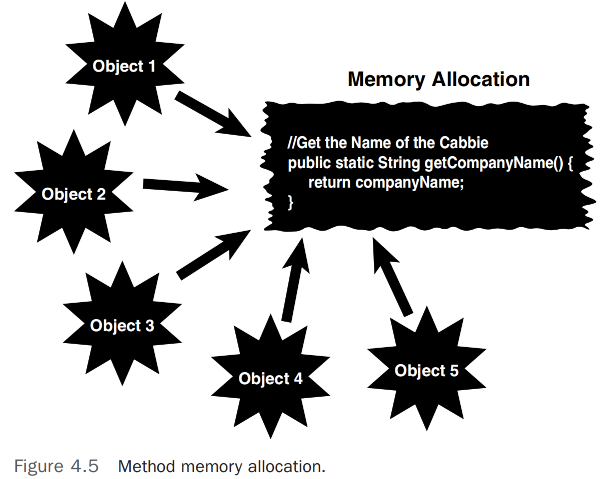 Object 1
Memory Allocation
//Get the Name of the Cabbie
public static String getCompanyName() {
return companyName;
}
Object 2
Object 3
Object 4
Object 5
Figure 4.5 Method memory allocation.